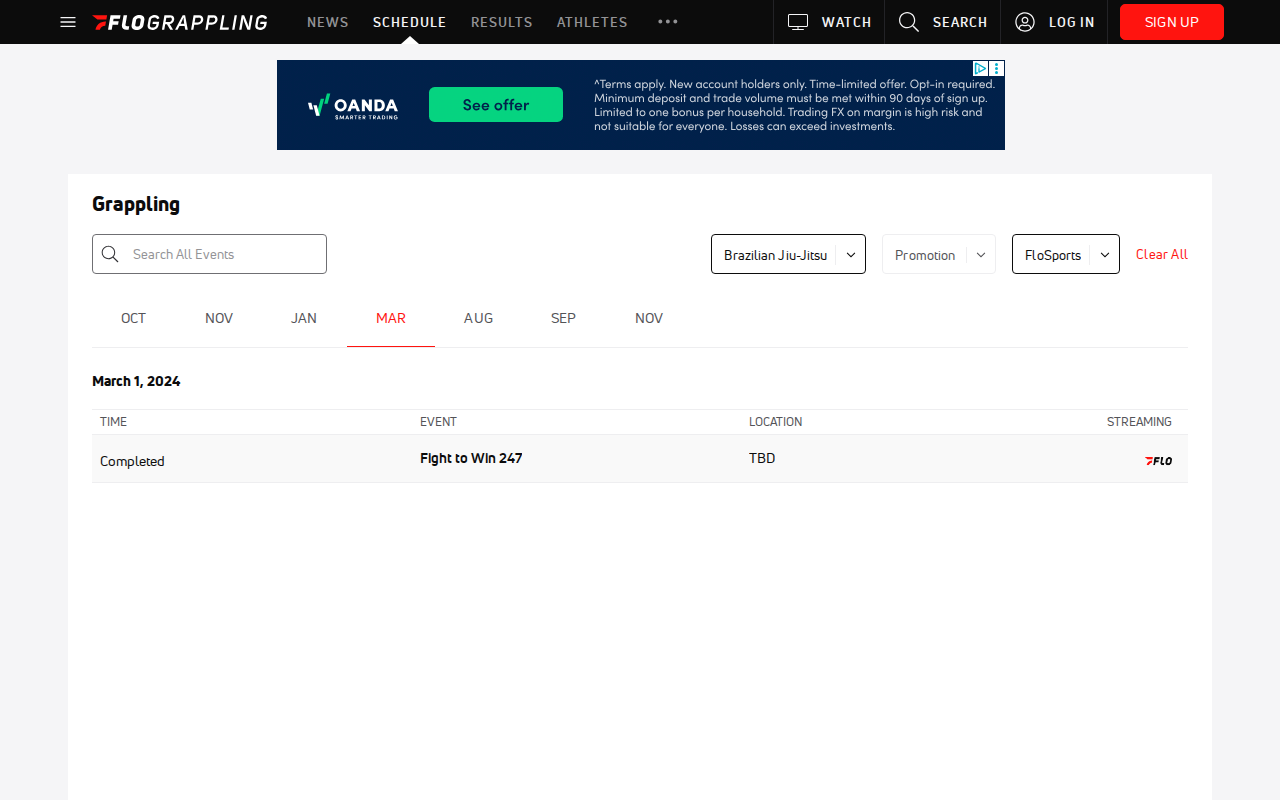 FLOGRAPPLING NEWS SCHEDULE RESULTS ATHLETES WATCH SEARCH LOG IN SIGN UP
OANDA
SMARTER TRADING
See offer
^Terms apply. New account holders only. Time-limited offer. Opt-in required.
Minimum deposit and trade volume must be met within 90 days of sign up.
Limited to one bonus per household. Trading FX on margin is high risk and
not suitable for everyone. Losses can exceed investments.
Grappling
Search All Events Brazilian Jiu-Jitsu Promotion FloSports Clear All
OCT NOV JAN MAR AUG SEP NOV
March 1, 2024
TIME EVENT LOCATION STREAMING
Completed Fight to Win 247 TBD FLO